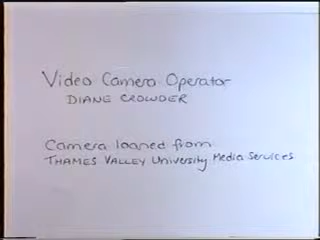 Video Camera Operator
DIANE CROWDER
Camera loaned from
THAMES VALLEY University Media Services